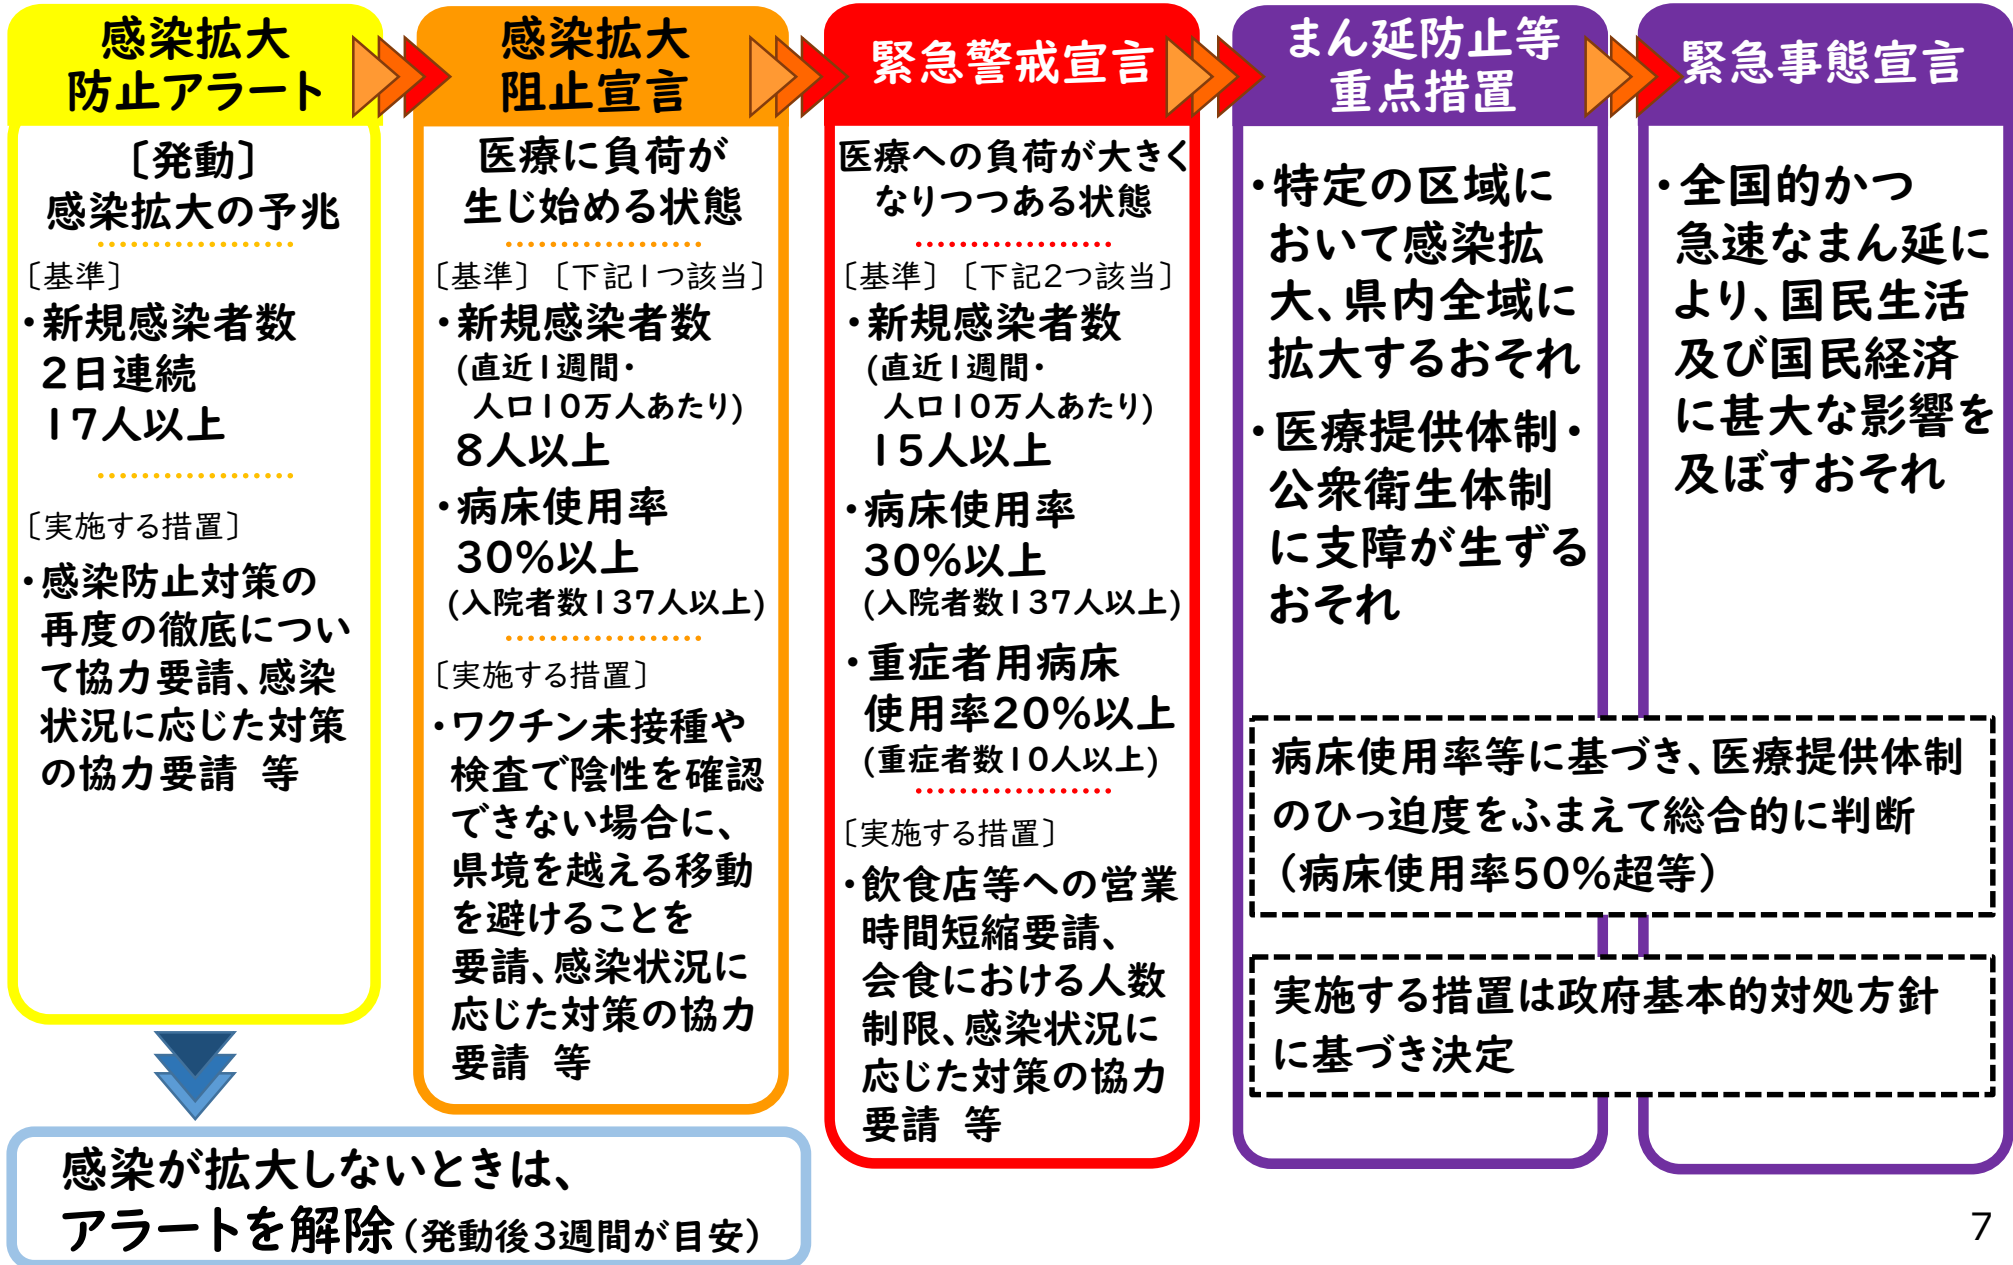 感染拡大
防止アラート
〔発動〕
感染拡大の予兆
〔基準〕
・新規感染者数
2日連続
17人以上
〔実施する措置〕
・感染防止対策の
再度の徹底につい
て協力要請、感染
状況に応じた対策
の協力要請 等
感染拡大
阻止宣言
医療に負荷が
生じ始める状態
〔基準〕〔下記1つ該当〕
・新規感染者数
(直近1週間・
人口10万人あたり)
8人以上
・病床使用率
30%以上
(入院者数137人以上)
〔実施する措置〕
・ワクチン未接種や
検査で陰性を確認
できない場合に、
県境を越える移動
を避けることを
要請、感染状況に
応じた対策の協力
要請 等
緊急警戒宣言
医療への負荷が大きく
なりつつある状態
〔基準〕〔下記2つ該当〕
・新規感染者数
(直近1週間・
人口10万人あたり)
15人以上
・病床使用率
30%以上
(入院者数137人以上)
・重症者用病床
使用率20%以上
(重症者数10人以上)
〔実施する措置〕
・飲食店等への営業
時間短縮要請、
会食における人数
制限、感染状況に
応じた対策の協力
要請 等
まん延防止等
重点措置
・特定の区域に
おいて感染拡
大、県内全域に
拡大するおそれ
・医療提供体制・
公衆衛生体制
に支障が生ずる
おそれ
緊急事態宣言
・全国的かつ
急速なまん延に
より、国民生活
及び国民経済
に甚大な影響を
及ぼすおそれ
病床使用率等に基づき、医療提供体制
のひっ迫度をふまえて総合的に判断
（病床使用率50%超等）
実施する措置は政府基本的対処方針
に基づき決定
感染が拡大しないときは、
アラートを解除（発動後3週間が目安）
7